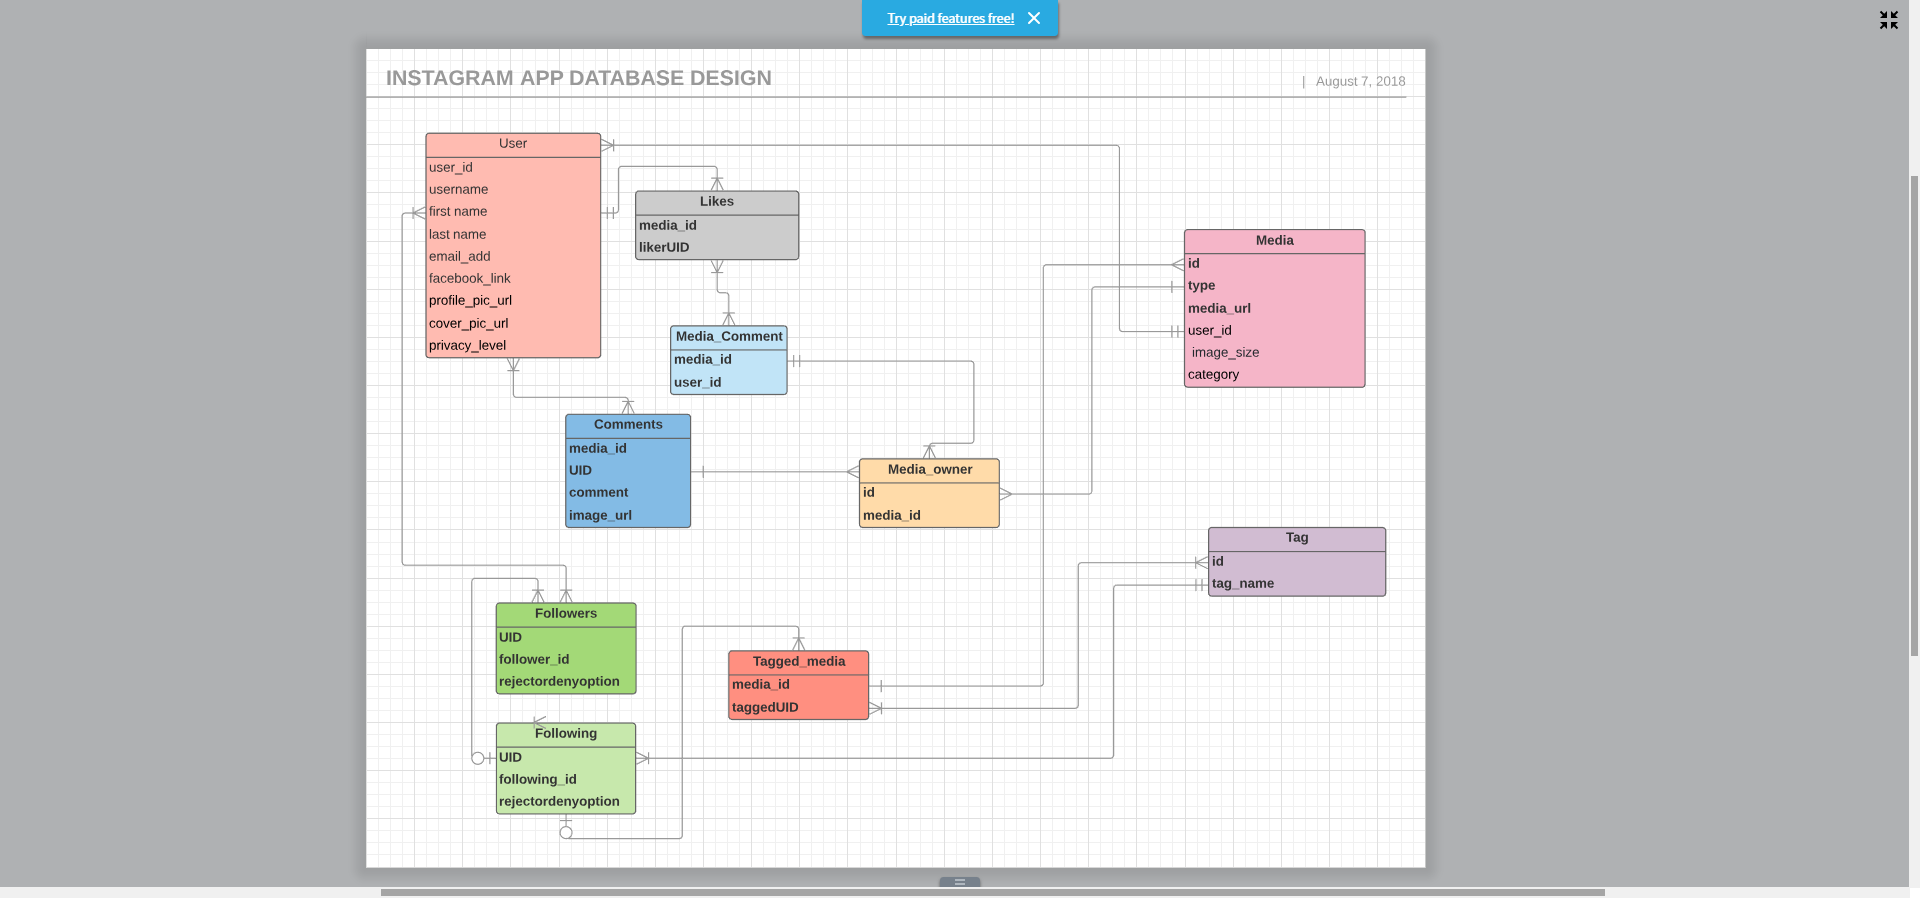 Try paid features free!
INSTAGRAM APP DATABASE DESIGN
| August 7, 2018
User
user_id
username
first name
last name
email_add
facebook_link
profile_pic_url
cover_pic_url
privacy_level
Likes
media_id
likerUID
Media
id
type
media_url
user_id
image_size
category
Media_Comment
media_id
user_id
Comments
media_id
UID
comment
image_url
Media_owner
id
media_id
Tag
id
tag_name
Followers
UID
follower_id
rejectordenyoption
Tagged_media
media_id
taggedUID
Following
UID
following_id
rejectordenyoption